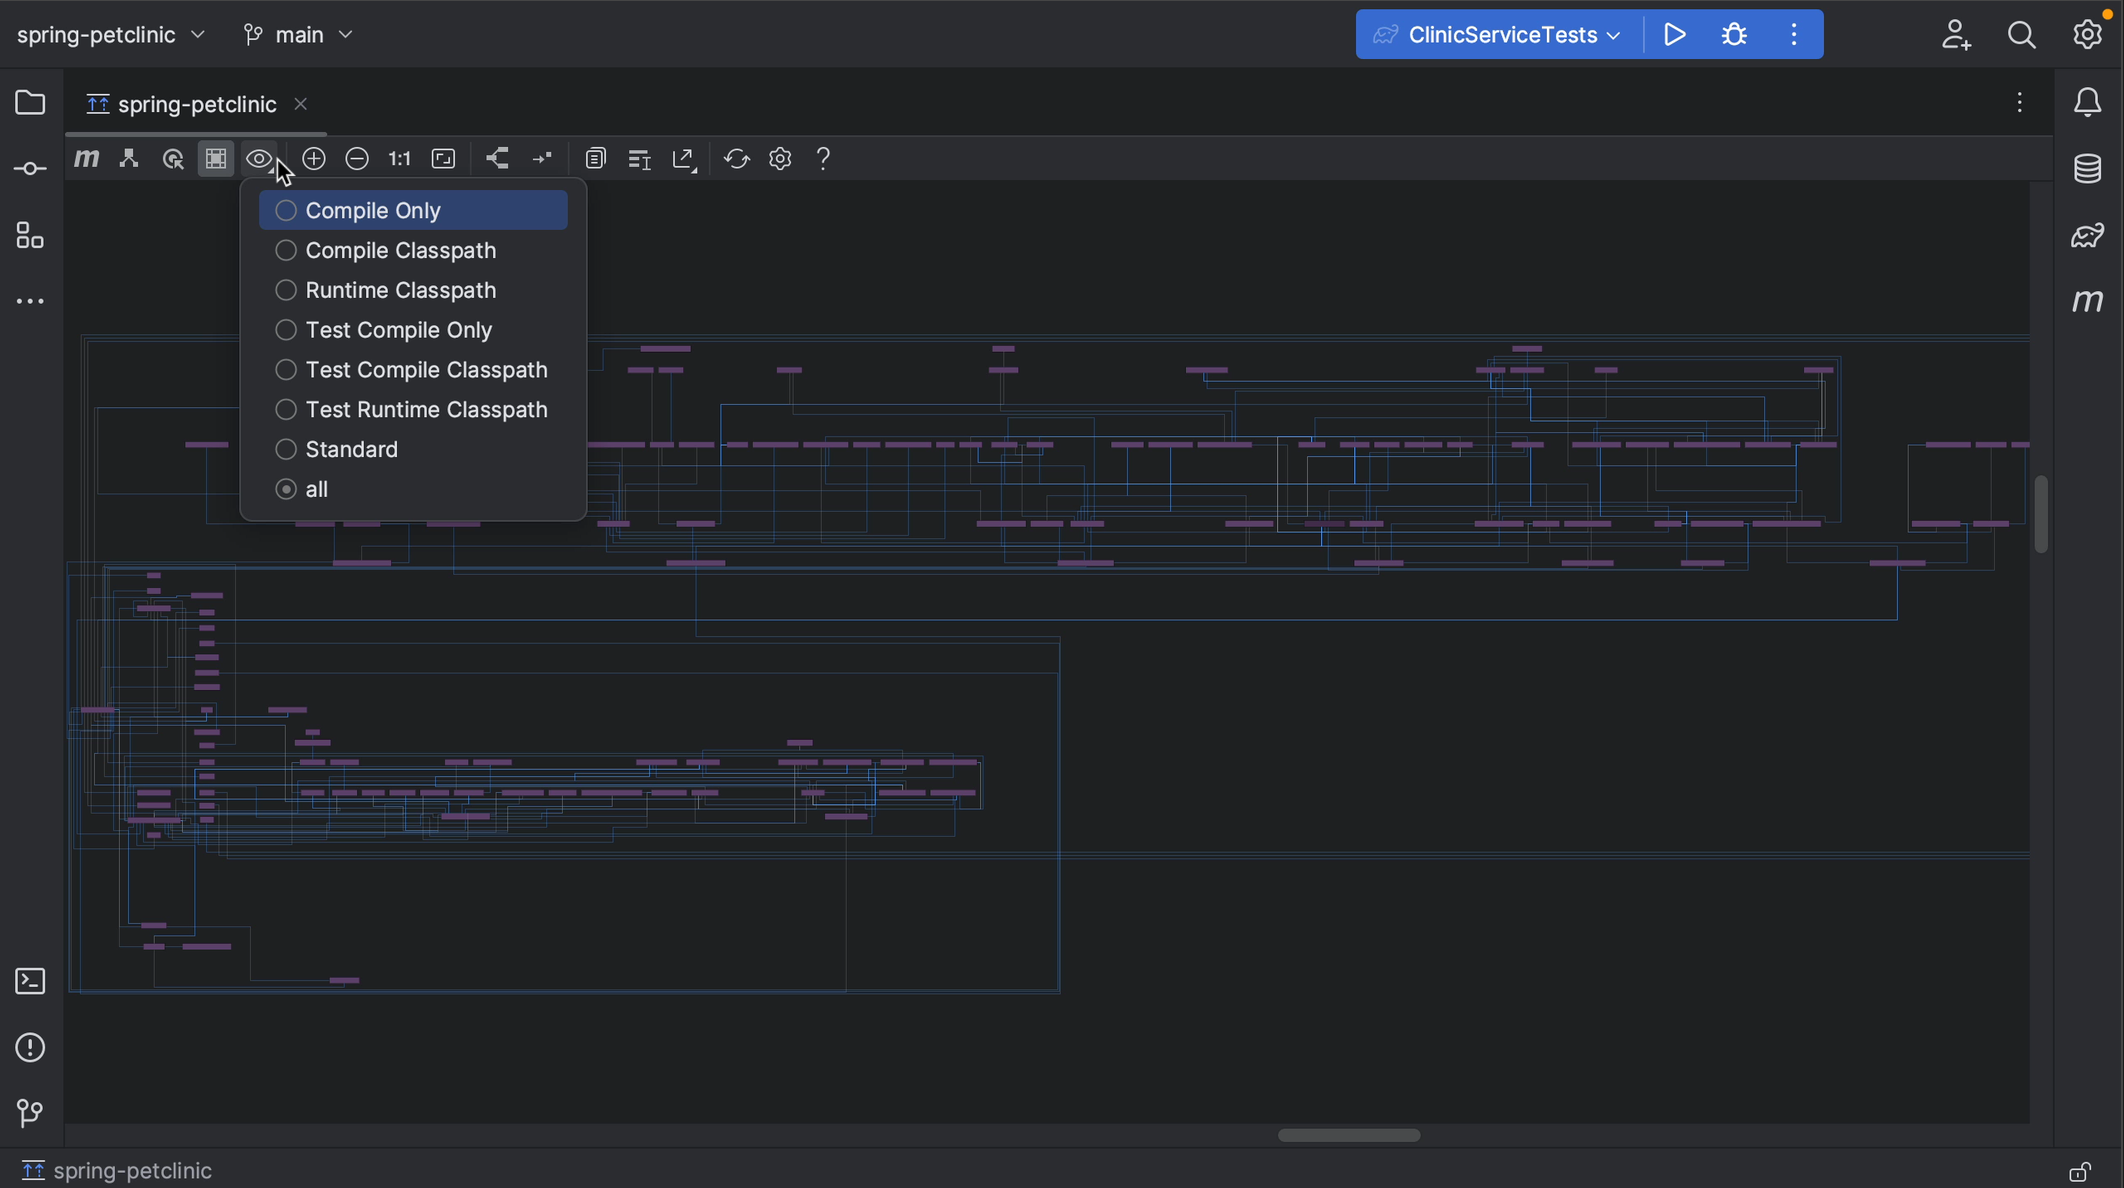 spring-petclinic
main
ClinicServiceTests
spring-petclinic
m
1:1
?
Compile Only
Compile Classpath
Runtime Classpath
Test Compile Only
Test Compile Classpath
Test Runtime Classpath
Standard
all
m
spring-petclinic